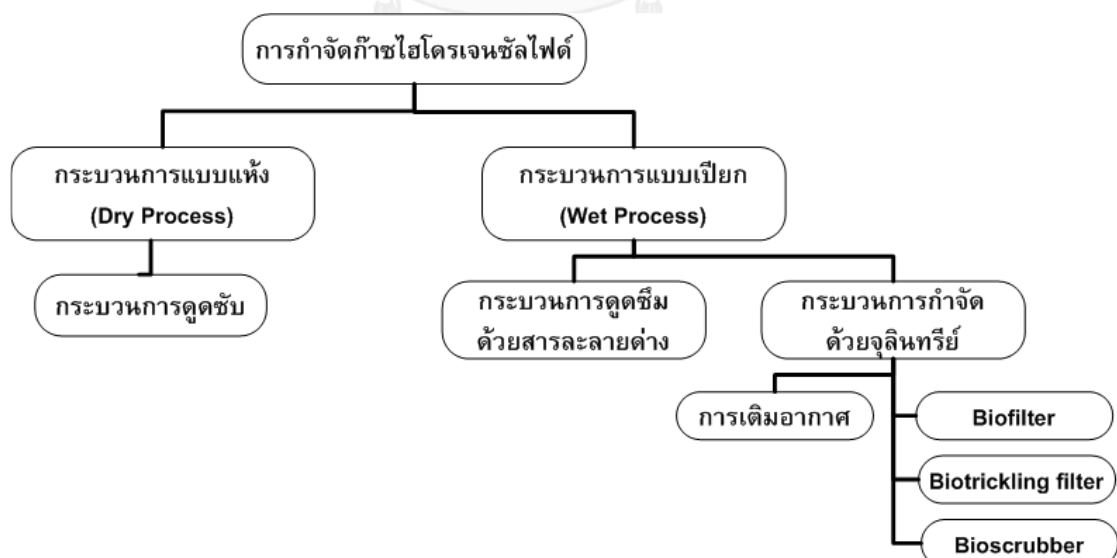 การกำจัดก๊าซไฮโดรเจนซัลไฟด์
กระบวนการแบบแห้ง
(Dry Process)
กระบวนการแบบเปียก
(Wet Process)
กระบวนการดูดซับ
กระบวนการดูดซึม
ด้วยสารละลายด่าง
กระบวนการกำจัด
ด้วยจุลินทรีย์
การเติมอากาศ
Biofilter
Biotrickling filter
Bioscrubber